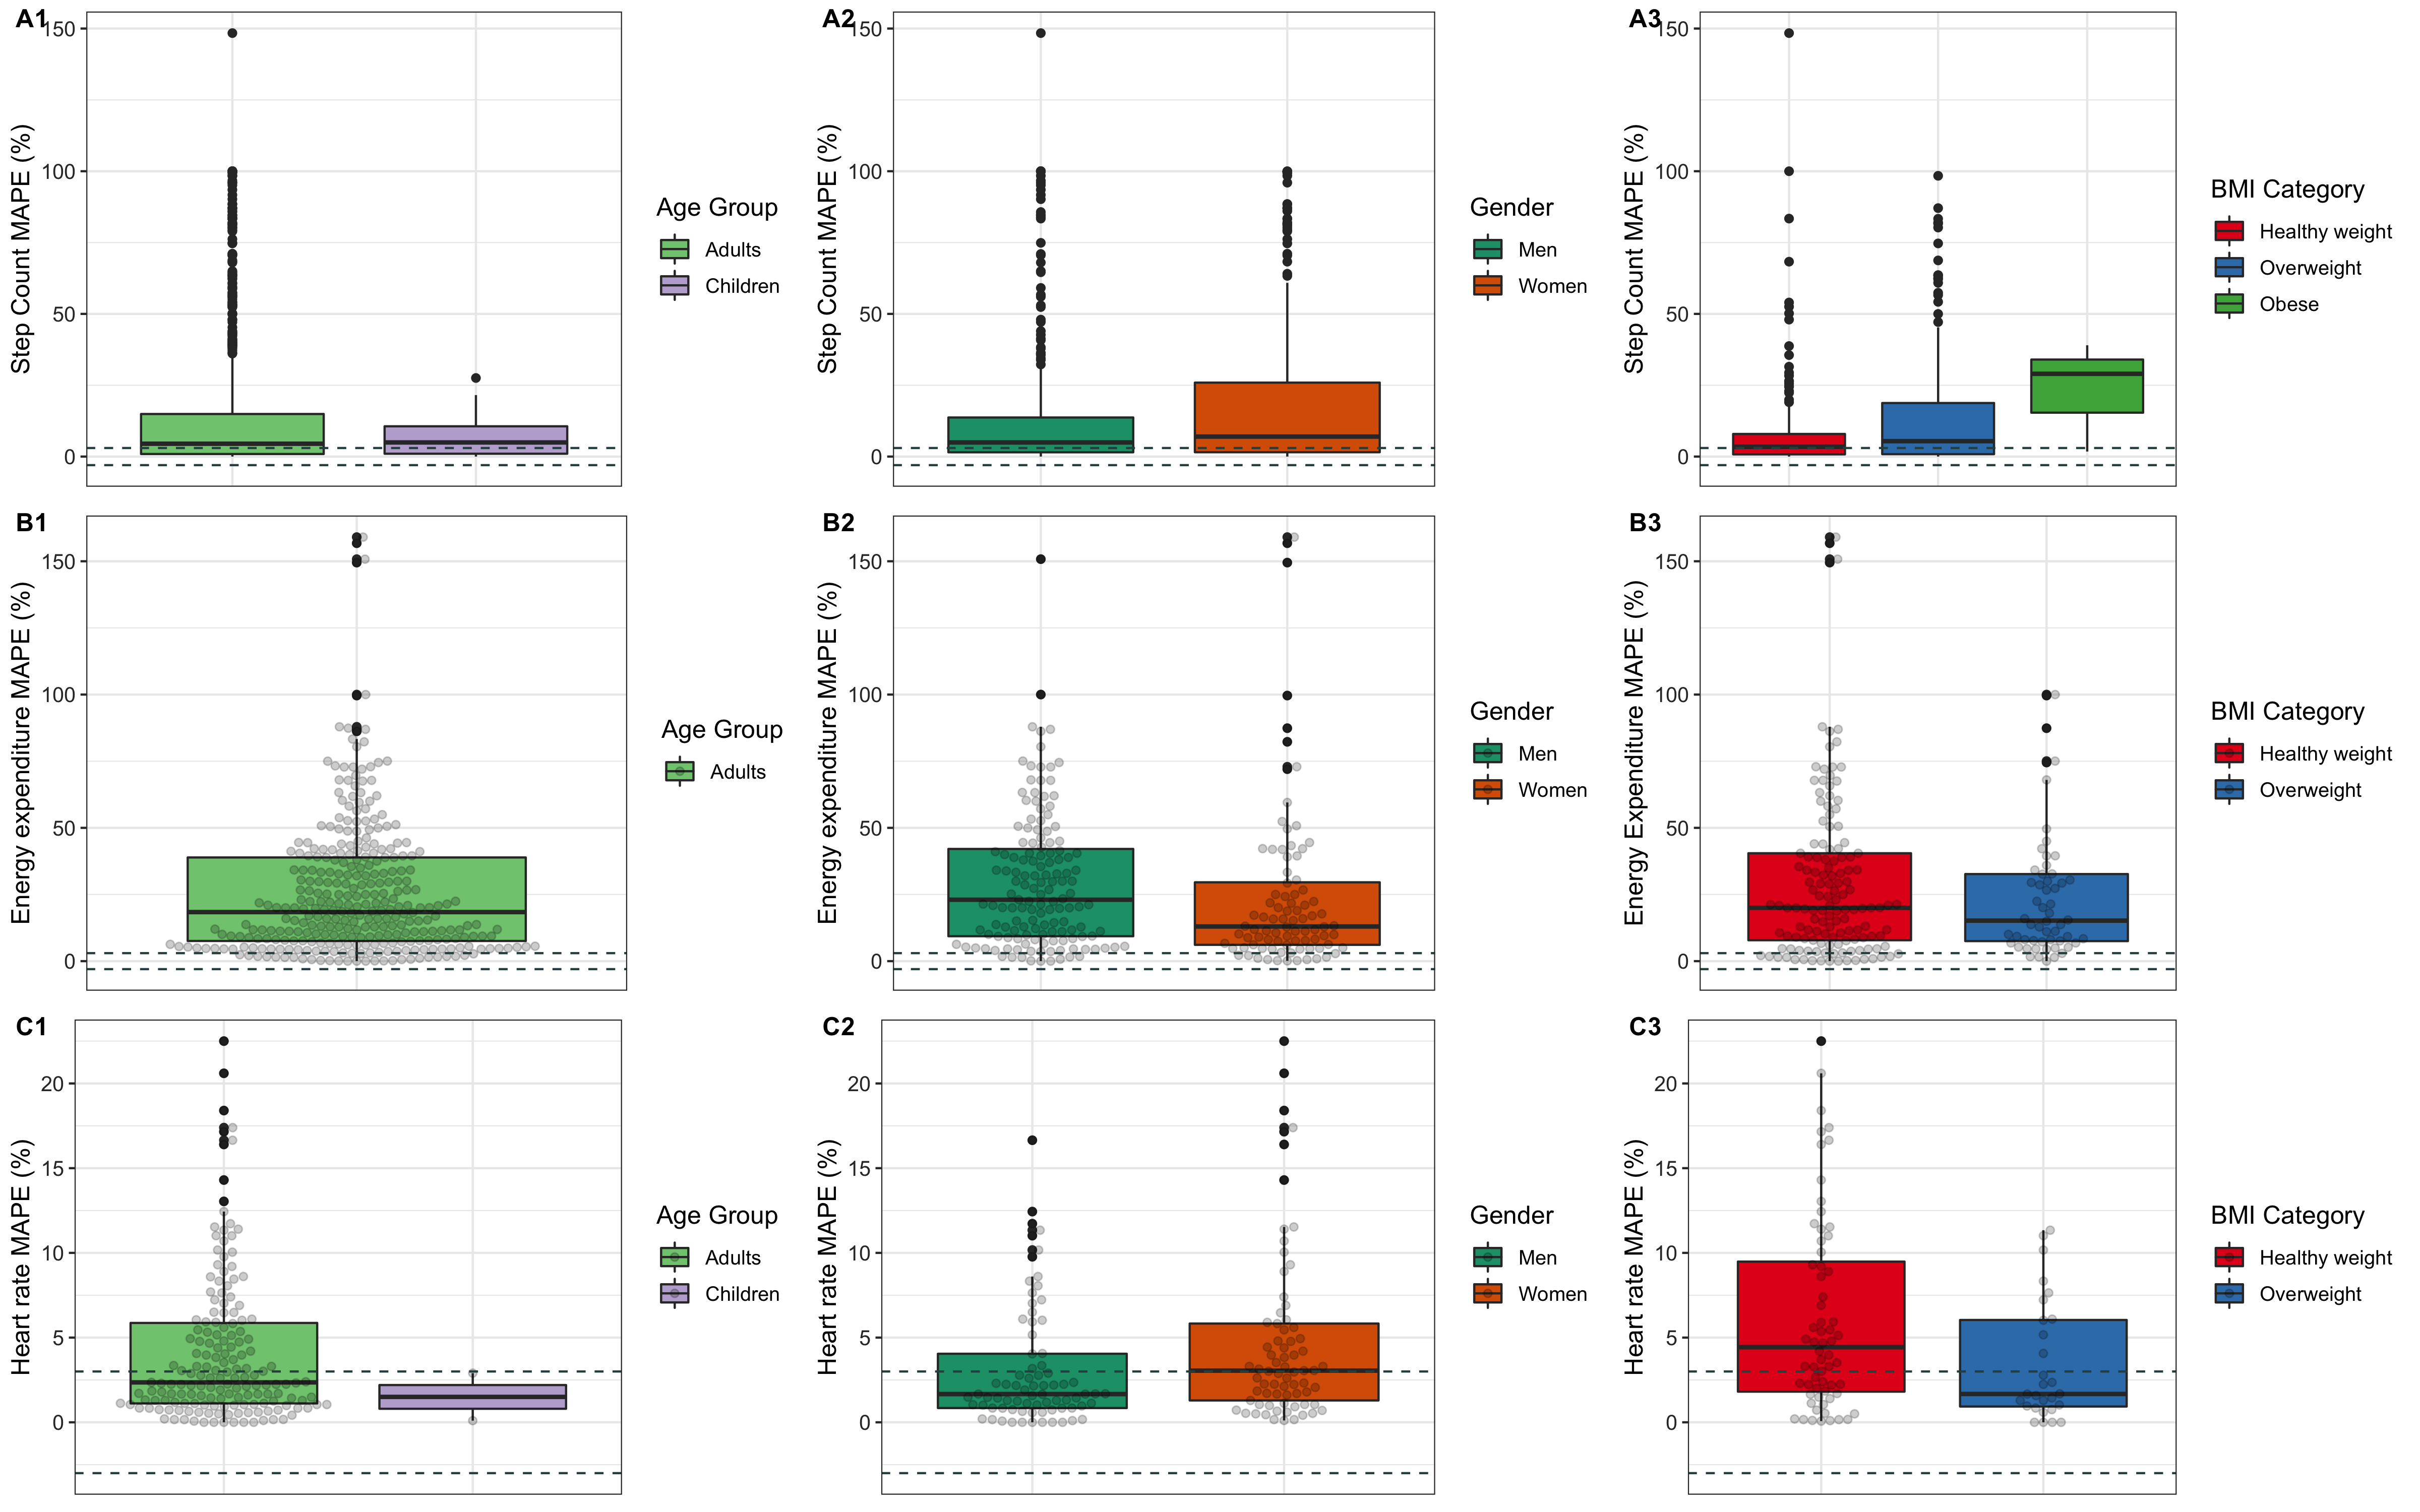 A1
150
100
50
0
Step Count MAPE (%)
Age Group
Adults
Children
A2
150
100
50
0
Step Count MAPE (%)
Gender
Men
Women
A3
150
100
50
0
Step Count MAPE (%)
BMI Category
Healthy weight
Overweight
Obese
B1
150
100
50
0
Energy expenditure MAPE (%)
Age Group
Adults
B2
150
100
50
0
Energy expenditure MAPE (%)
Gender
Men
Women
B3
150
100
50
0
Energy Expenditure MAPE (%)
BMI Category
Healthy weight
Overweight
C1
20
15
10
5
0
Heart rate MAPE (%)
Age Group
Adults
Children
C2
20
15
10
5
0
Heart rate MAPE (%)
Gender
Men
Women
C3
20
15
10
5
0
Heart rate MAPE (%)
BMI Category
Healthy weight
Overweight